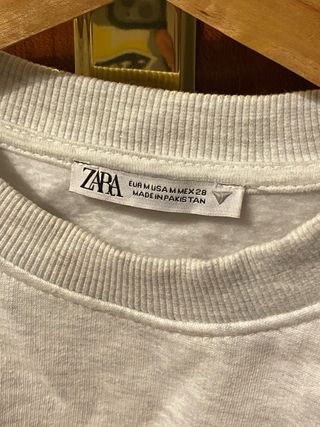 ZARA
EUR M USA M MEX 28
MADE IN PAKISTAN